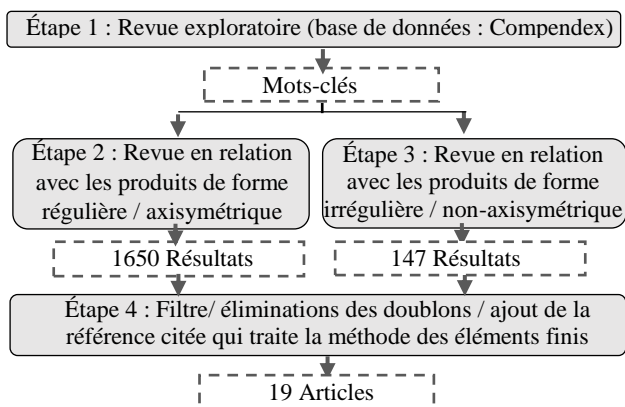 Étape 1 : Revue exploratoire (base de données : Compendex)
Mots-clés
Étape 2 : Revue en relation
avec les produits de forme
régulière / axisymétrique
Étape 3 : Revue en relation
avec les produits de forme
irrégulière / non-axisymétrique
1650 Résultats
147 Résultats
Étape 4 : Filtre/ éliminations des doublons / ajout de la
référence citée qui traite la méthode des éléments finis
19 Articles